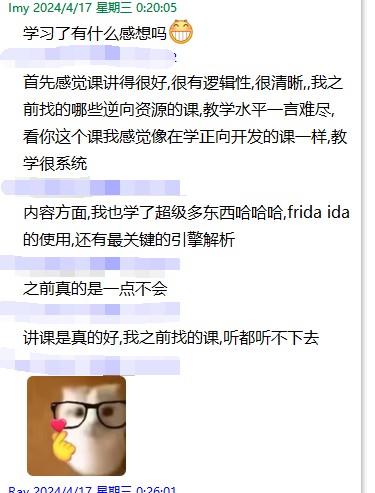 Imy 2024/4/17 星期三 0:20:05
学习了有什么感想吗
首先感觉课讲得很好,很有逻辑性,很清晰,,我之
前找的哪些逆向资源的课,教学水平一言难尽,
看你这个课我感觉像在学正向开发的课一样,教
学很系统
内容方面,我也学了超级多东西哈哈哈,frida ida
的使用,还有最关键的引擎解析
之前真的是一点不会
讲课是真的好,我之前找的课,听都听不下去
Ray 2024/4/17 星期三 0:26:01